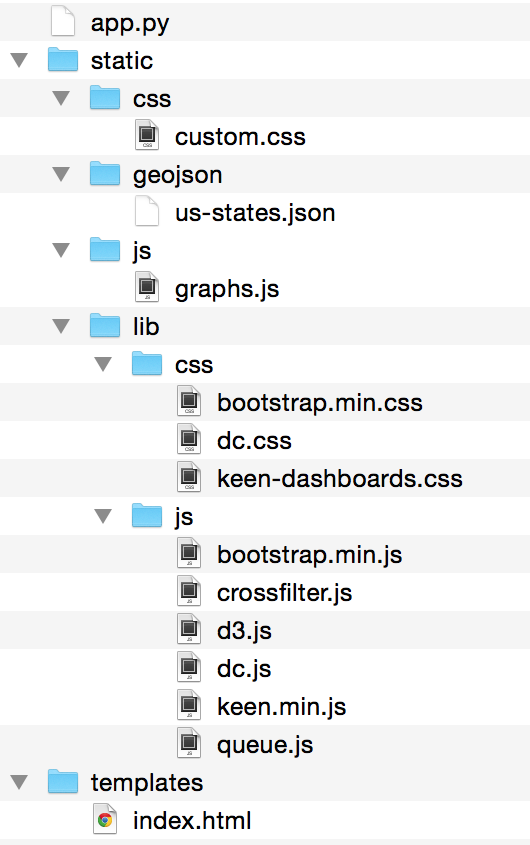 app.py
static
css
custom.css
geojson
us-states.json
js
graphs.js
lib
css
bootstrap.min.css
dc.css
keen-dashboards.css
js
bootstrap.min.js
crossfilter.js
d3.js
dc.js
keen.min.js
queue.js
templates
index.html